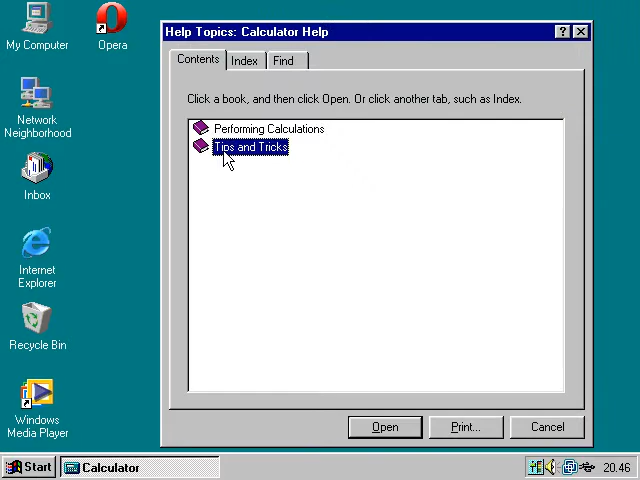 My Computer
Opera
Network
Neighborhood
Inbox
Internet
Explorer
Recycle Bin
Windows
Media Player
Help Topics: Calculator Help
Contents
Index
Find
Click a book, and then click Open. Or click another tab, such as Index.
Performing Calculations
Tips and Tricks
Open
Print...
Cancel
Start
Calculator
20.46